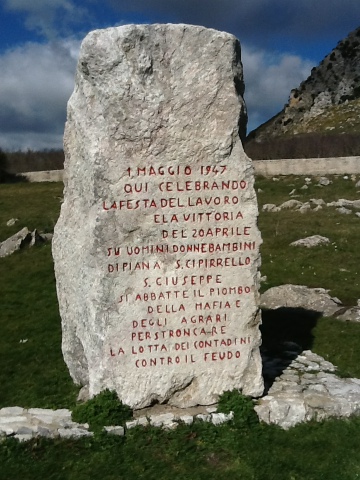 1 MAGGIO 1947
QUI CELEBRANDO
LA FESTA DEL LAVORO
E LA VITTORIA
DEL 20 APRILE
SU UOMINI DONNE BAMBINI
DI PIANA S. CIPIRRELLO
S. GIUSEPPE
SI ABBATTE IL PIOMBO
DELLA MAFIA E
DEGLI AGRARI
PER STRONCARE
LA LOTTA DEI CONTADINI
CONTRO IL FEUDO